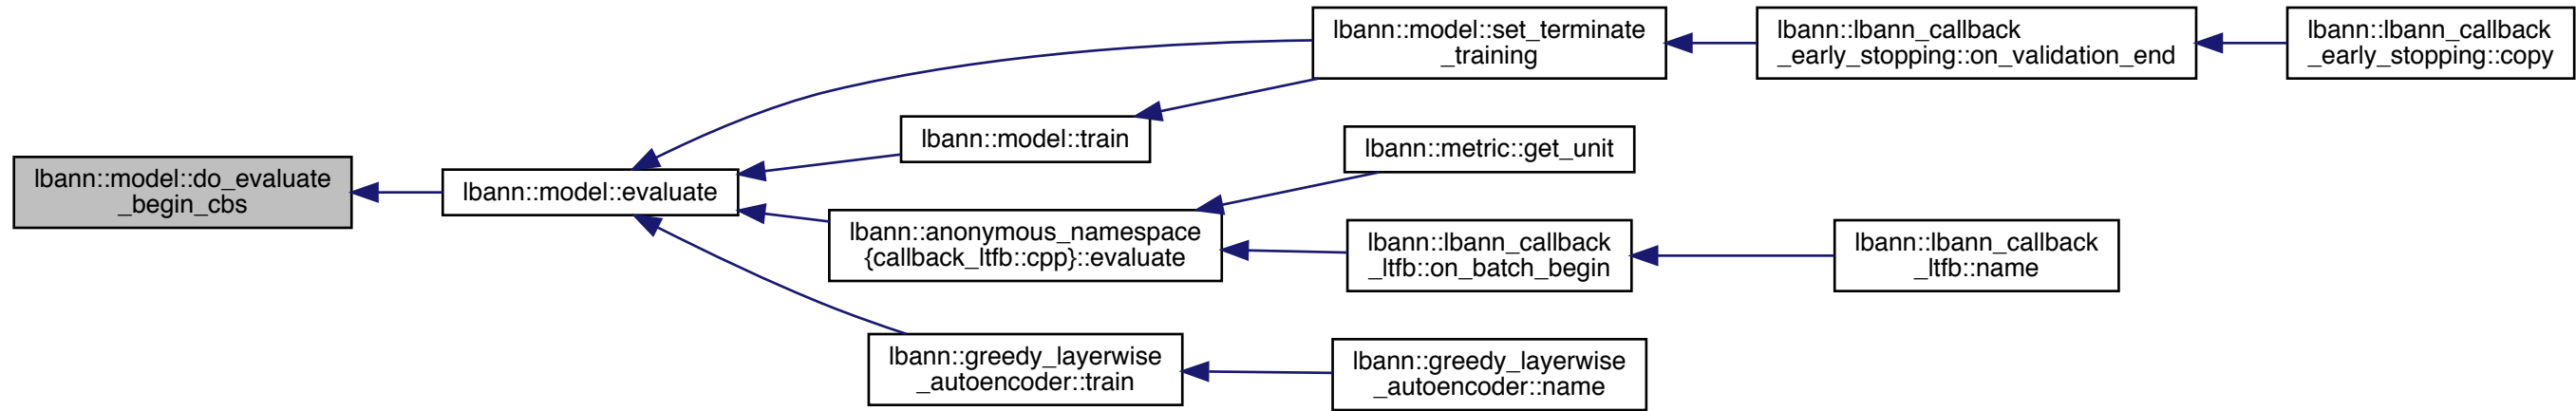 lbann::model::do_evaluate
_begin_cbs
lbann::model::evaluate
lbann::model::set_terminate
_training
lbann::lbann_callback
_early_stopping::on_validation_end
lbann::lbann_callback
_early_stopping::copy
lbann::model::train
lbann::metric::get_unit
lbann::anonymous_namespace
{callback_ltfb::cpp}::evaluate
lbann::lbann_callback
_ltfb::on_batch_begin
lbann::lbann_callback
_ltfb::name
lbann::greedy_layerwise
_autoencoder::train
lbann::greedy_layerwise
_autoencoder::name